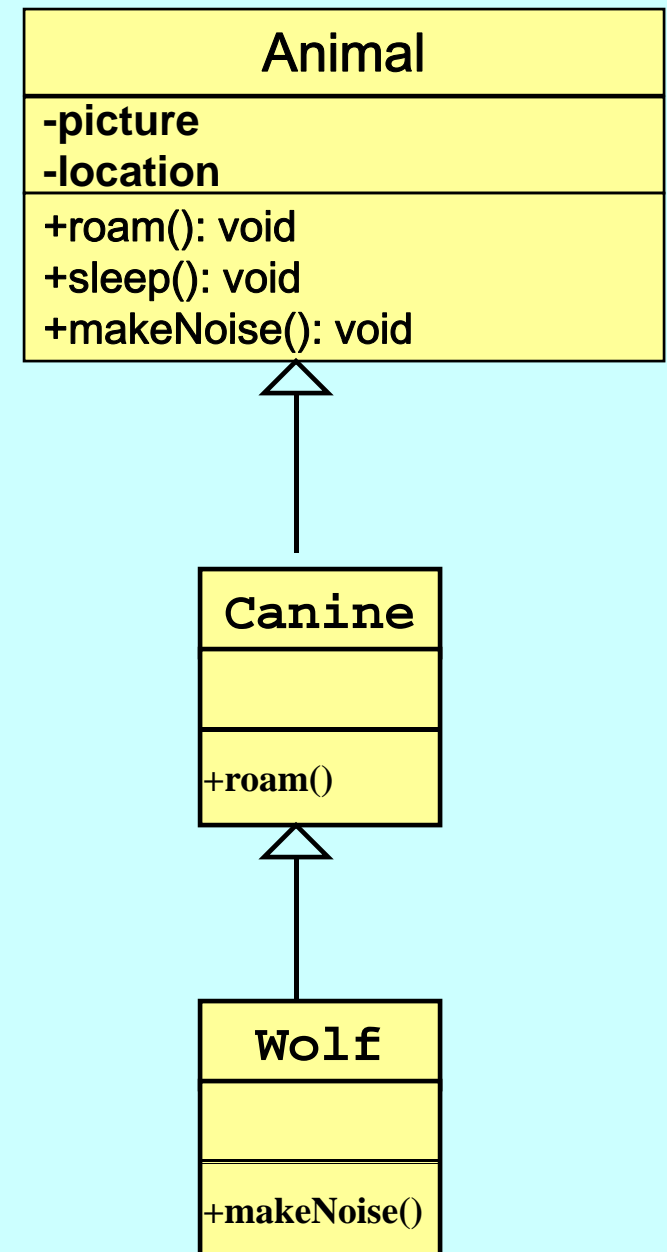 Animal
-picture
-location
+roam(): void
+sleep(): void
+makeNoise(): void
Canine
+roam()
Wolf
+makeNoise()